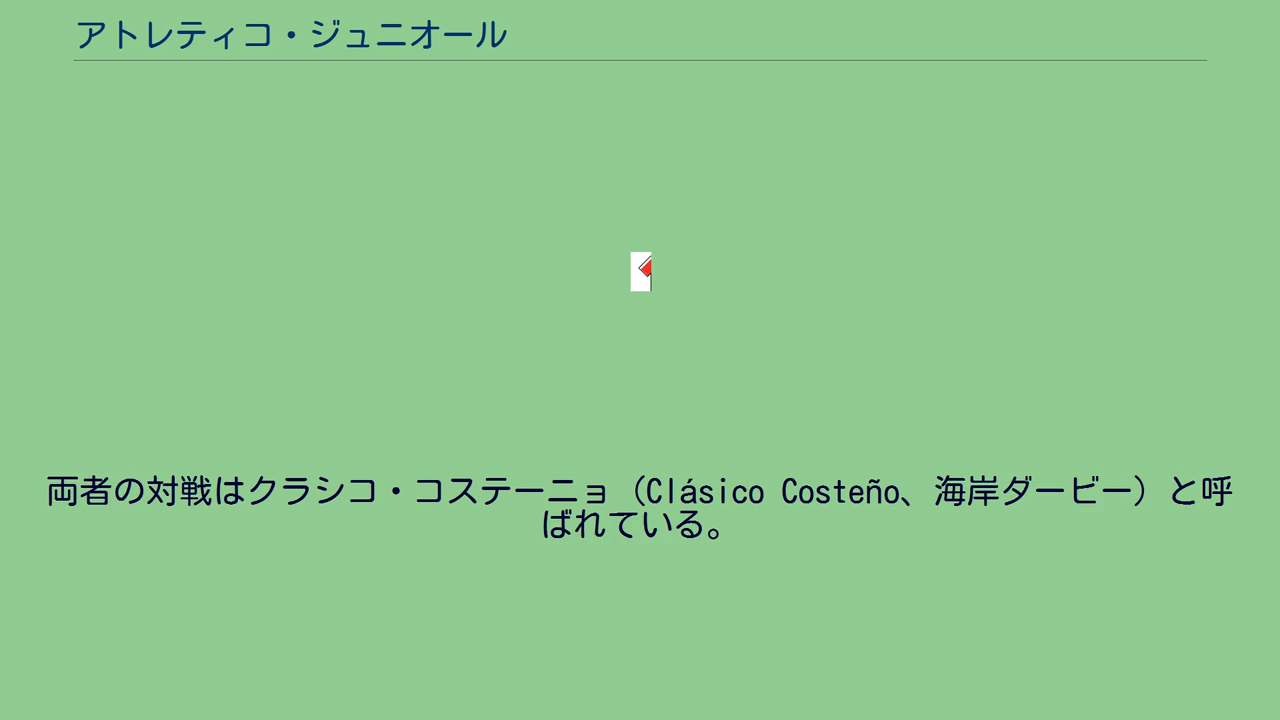 アトレティコ・ジュニオール
両者の対戦はクラシコ・コステーニョ（Clásico Costeño、海岸ダービー）と呼
ばれている。